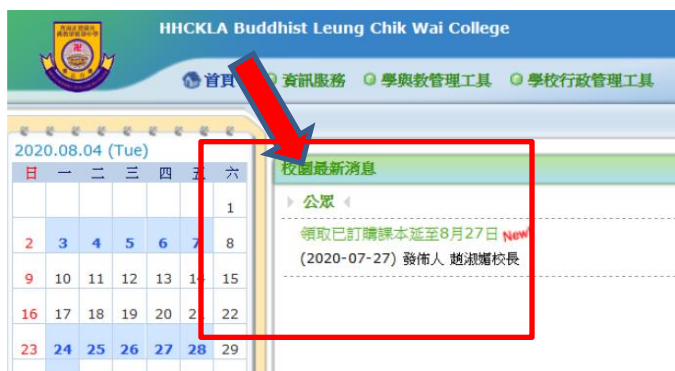 HHCKLA Buddhist Leung Chik Wai College
首頁 資訊服務 學與教管理工具 學校行政管理工具
2020.08.04 (Tue)
日 一 二 三 四 五 六
1
2 3 4 5 6 7 8
9 10 11 12 13 14 15
16 17 18 19 20 21 22
23 24 25 26 27 28 29
校園最新消息
公眾
領取已訂購課本延至8月27日 New!
(2020-07-27) 發佈人 趙淑媚校長